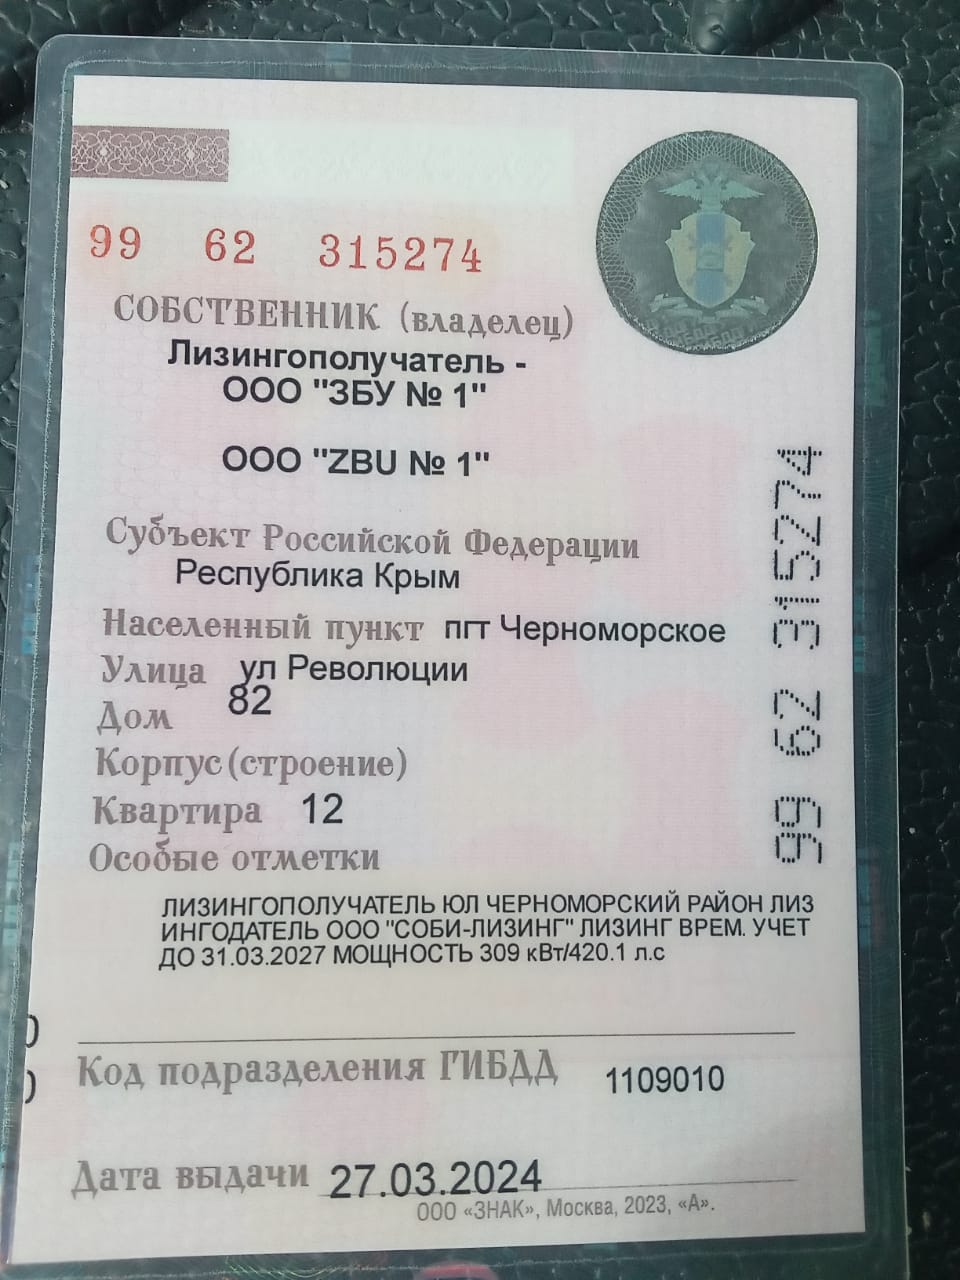 99 62 315274
СОБСТВЕННИК (владелец)
Лизингополучатель -
ООО "ЗБУ № 1"
ООО "ZBU № 1"
Субъект Российской Федерации
Республика Крым
Населенный пункт пгт Черноморское
Улица ул Революции
Дом 82
Корпус (строение)
Квартира 12
Особые отметки
ЛИЗИНГОПОЛУЧАТЕЛЬ ЮЛ ЧЕРНОМОРСКИЙ РАЙОН ЛИЗ
ИНГОДАТЕЛЬ ООО "СОБИ-ЛИЗИНГ" ЛИЗИНГ ВРЕМ. УЧЕТ
ДО 31.03.2027 МОЩНОСТЬ 309 кВт/420.1 л.с
Код подразделения ГИБДД 1109010
Дата выдачи 27.03.2024
ООО «ЗНАК», Москва, 2023, «А».
99 62 315274